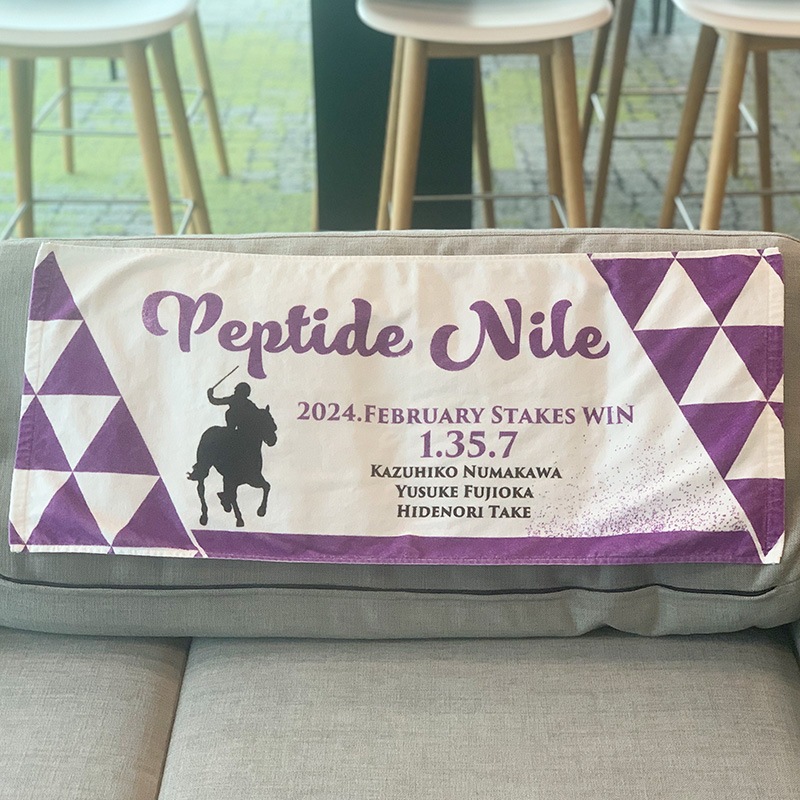 Peptide Nile
2024.FEBRUARY STAKES WIN
1.35.7
KAZUHIKO NUMAKAWA
YUSUKE FUJIOKA
HIDENORI TAKE